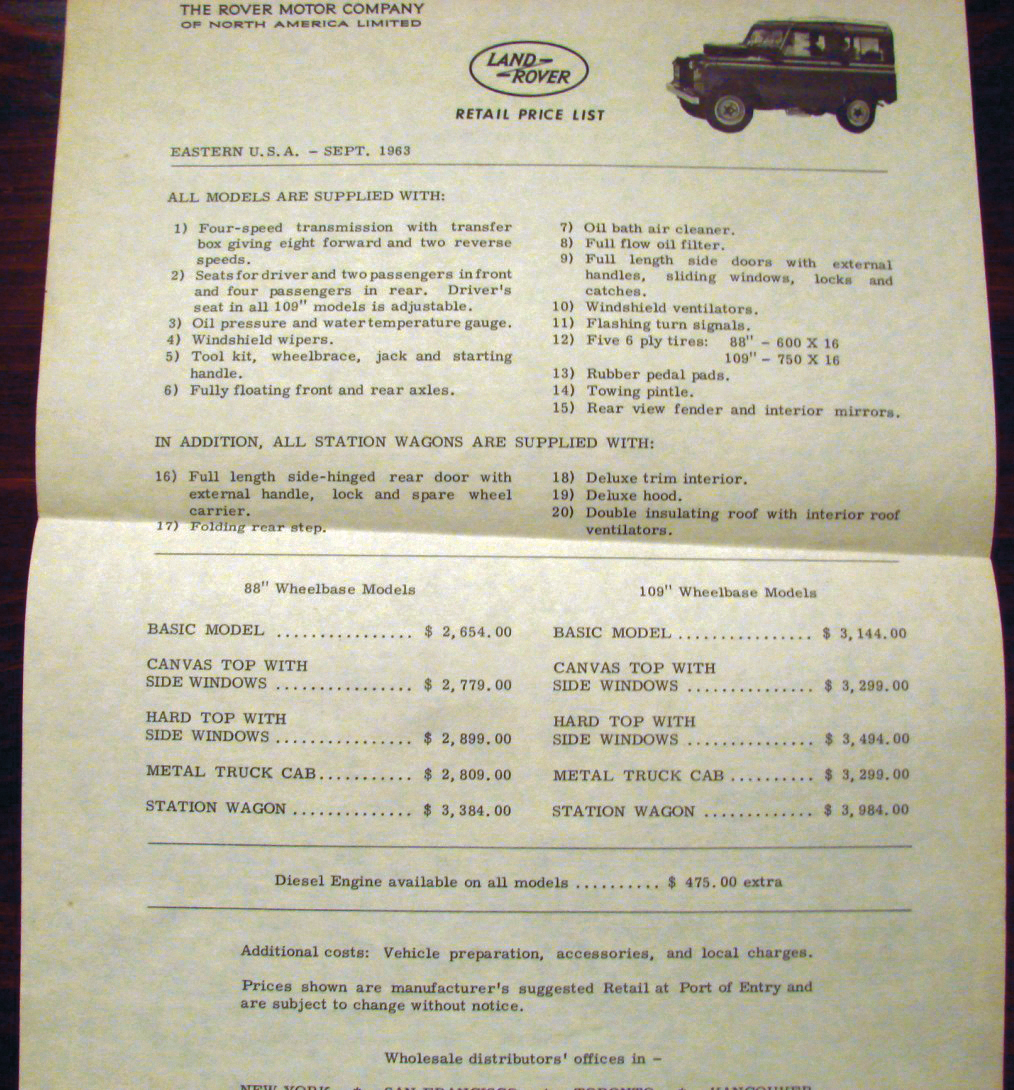 THE ROVER MOTOR COMPANY
OF NORTH AMERICA LIMITED
LAND-
-ROVER
RETAIL PRICE LIST
EASTERN U.S.A. – SEPT. 1963
ALL MODELS ARE SUPPLIED WITH:
1) Four-speed transmission with transfer
box giving eight forward and two reverse
speeds.
2) Seats for driver and two passengers in front
and four passengers in rear. Driver's
seat in all 109" models is adjustable.
3) Oil pressure and water temperature gauge.
4) Windshield wipers.
5) Tool kit, wheelbrace, jack and starting
handle.
6) Fully floating front and rear axles.
7) Oil bath air cleaner.
8) Full flow oil filter.
9) Full length side doors with external
handles, sliding windows, locks and
catches.
10) Windshield ventilators.
11) Flashing turn signals.
12) Five 6 ply tires: 88" – 600 X 16
109" – 750 X 16
13) Rubber pedal pads.
14) Towing pintle.
15) Rear view fender and interior mirrors.
IN ADDITION, ALL STATION WAGONS ARE SUPPLIED WITH:
16) Full length side-hinged rear door with
external handle, lock and spare wheel
carrier.
17) Folding rear step.
18) Deluxe trim interior.
19) Deluxe hood.
20) Double insulating roof with interior roof
ventilators.
88" Wheelbase Models
BASIC MODEL ................ $ 2,654.00
CANVAS TOP WITH
SIDE WINDOWS ................ $ 2,779.00
HARD TOP WITH
SIDE WINDOWS ................ $ 2,899.00
METAL TRUCK CAB........... $ 2,809.00
STATION WAGON .............. $ 3,384.00
109" Wheelbase Models
BASIC MODEL ................ $ 3,144.00
CANVAS TOP WITH
SIDE WINDOWS ............... $ 3,299.00
HARD TOP WITH
SIDE WINDOWS ............... $ 3,494.00
METAL TRUCK CAB .......... $ 3,299.00
STATION WAGON ............. $ 3,984.00
Diesel Engine available on all models .......... $ 475.00 extra
Additional costs: Vehicle preparation, accessories, and local charges.
Prices shown are manufacturer's suggested Retail at Port of Entry and
are subject to change without notice.
Wholesale distributors' offices in –
NEW YORK * SAN FRANCISCO * TORONTO * VANCOUVER